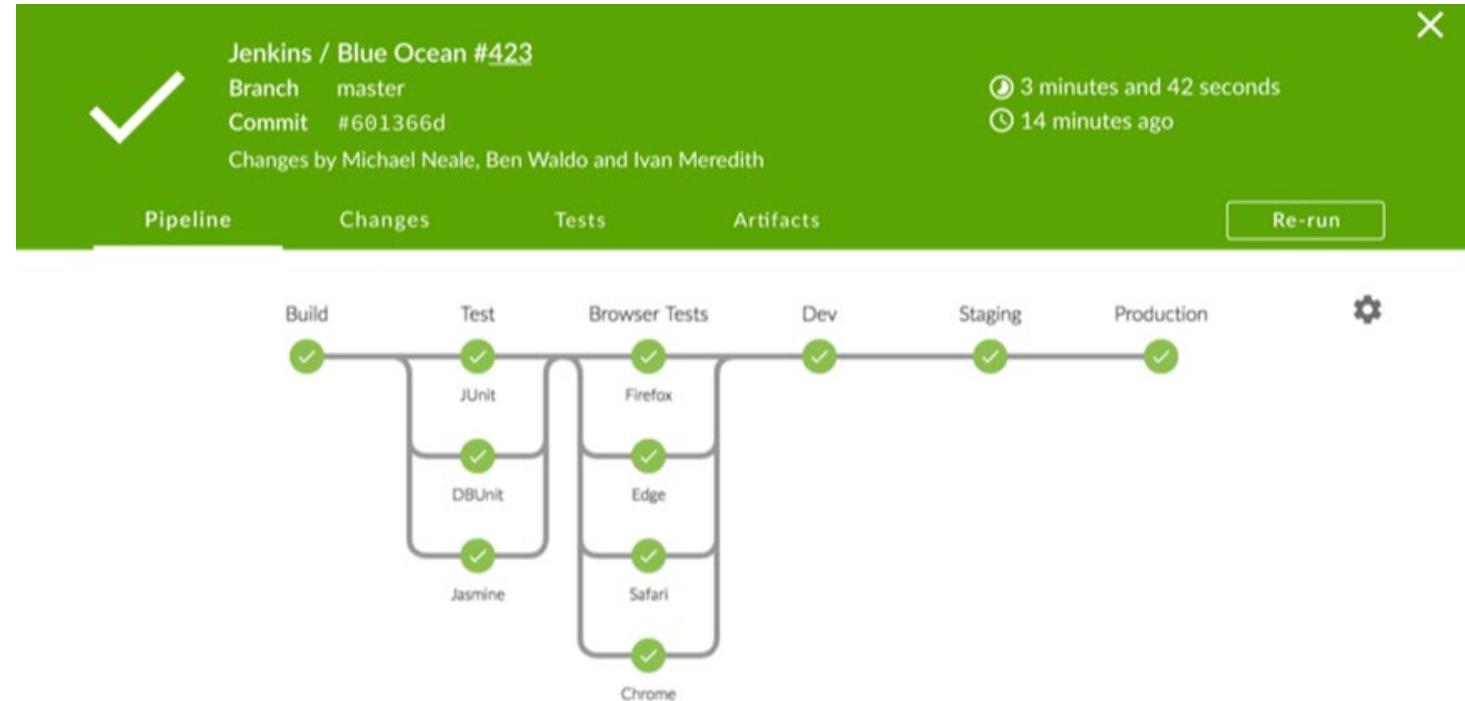 Jenkins / Blue Ocean #423
Branch master
Commit #601366d
Changes by Michael Neale, Ben Waldo and Ivan Meredith
3 minutes and 42 seconds
14 minutes ago
Pipeline Changes Tests Artifacts Re-run
Build Test Browser Tests Dev Staging Production
JUnit Firefox
DBUnit Edge
Jasmine Safari
Chrome